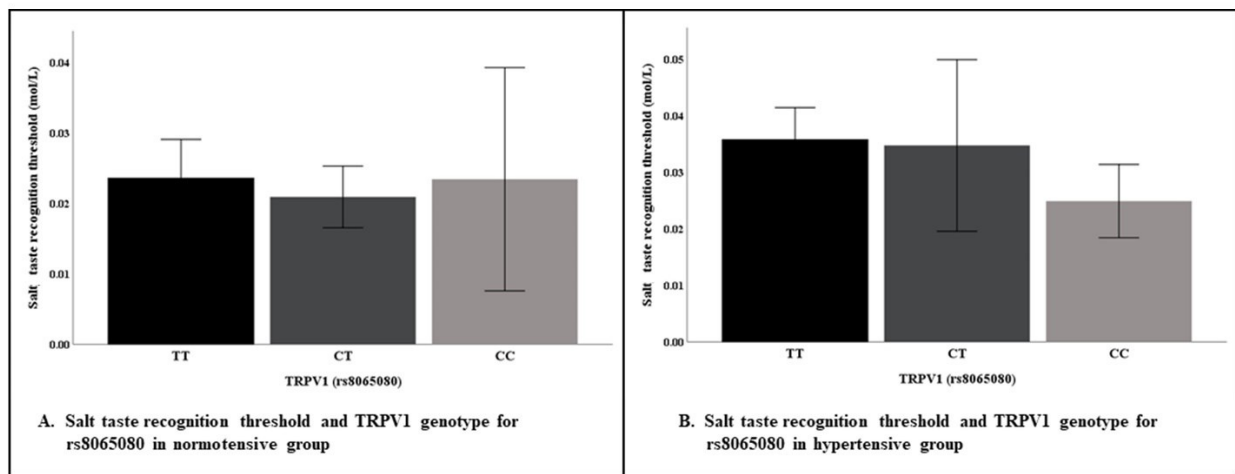 Salt taste recognition threshold (mol/L)
0.04
0.03
0.02
0.01
0.00
TT CT CC
TRPV1 (rs8065080)
A. Salt taste recognition threshold and TRPV1 genotype for
rs8065080 in normotensive group
Salt taste recognition threshold (mol/L)
0.05
0.04
0.03
0.02
0.01
0.00
TT CT CC
TRPV1 (rs8065080)
B. Salt taste recognition threshold and TRPV1 genotype for
rs8065080 in hypertensive group